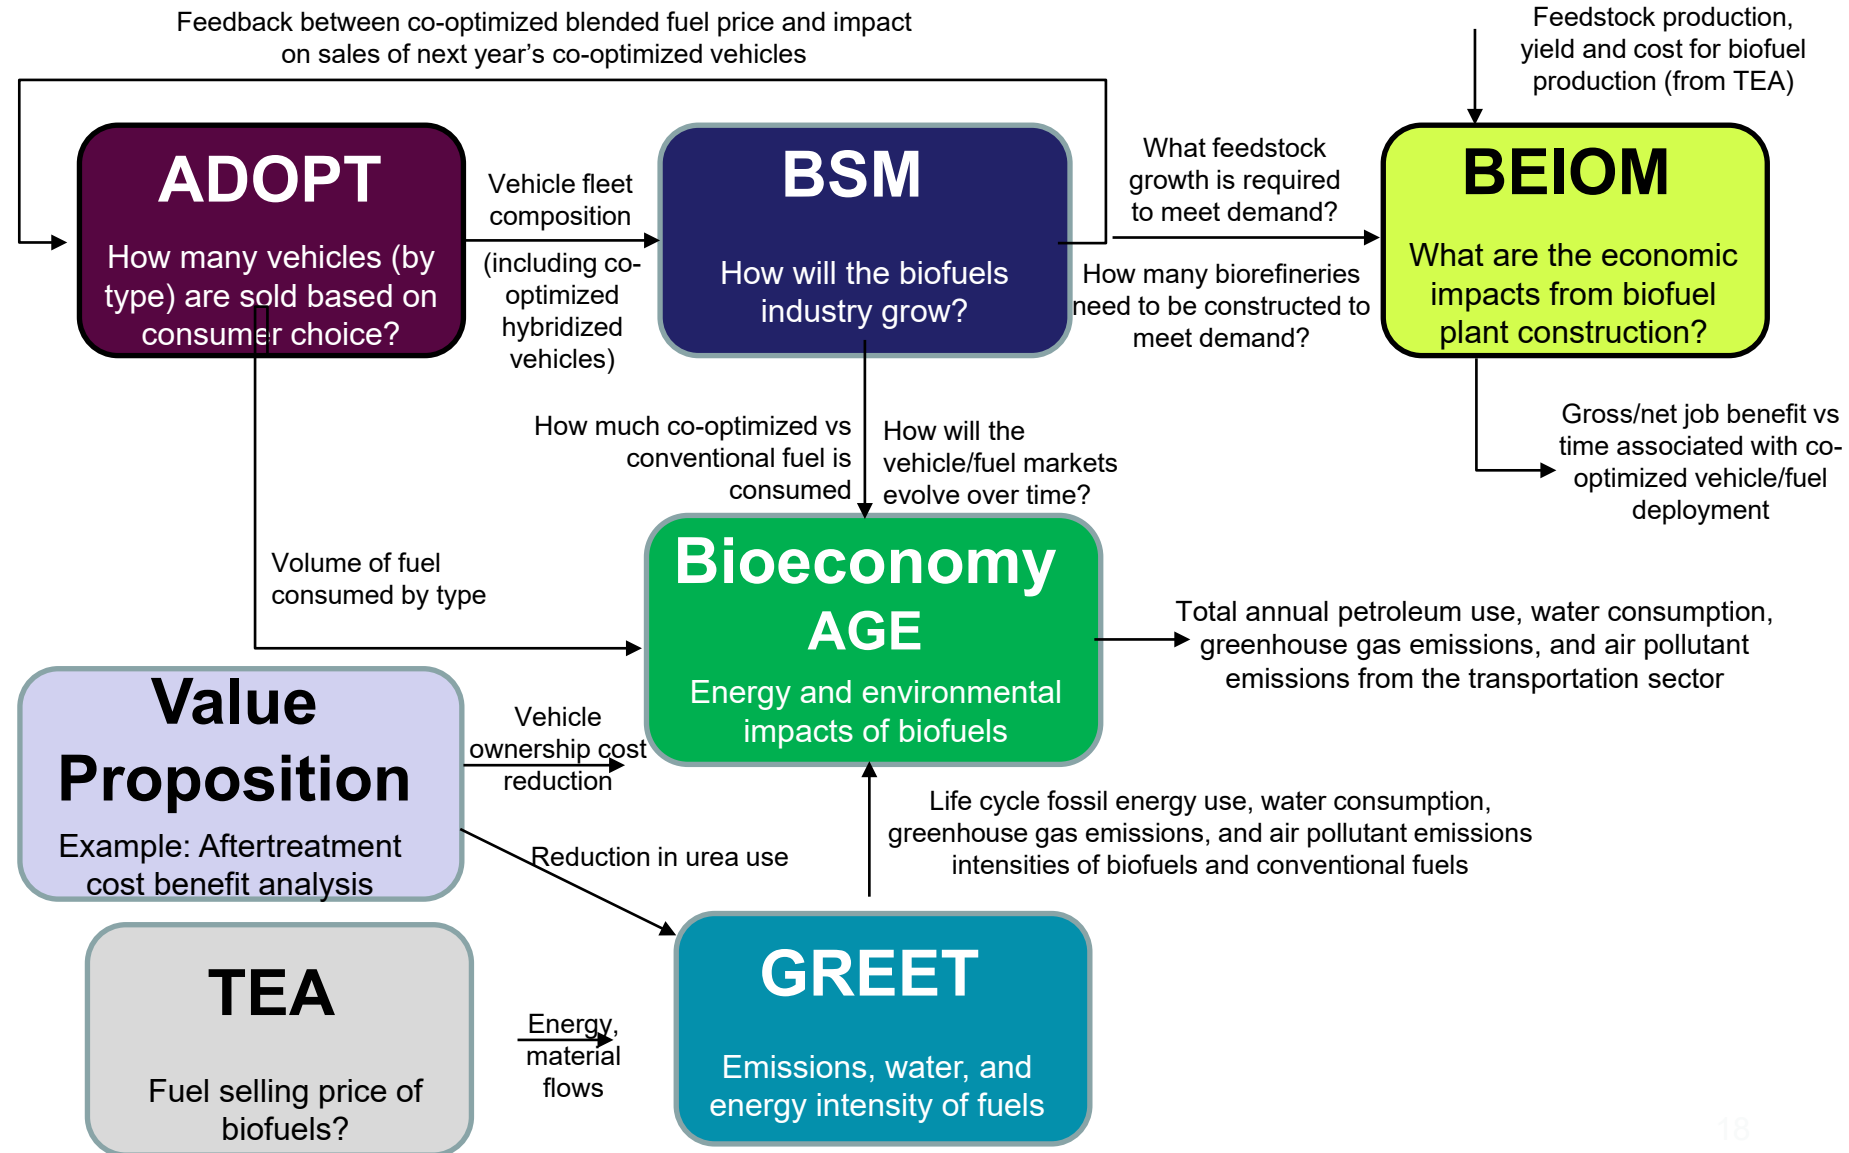 Feedback between co-optimized blended fuel price and impact
on sales of next year’s co-optimized vehicles
Feedstock production,
yield and cost for biofuel
production (from TEA)
ADOPT
How many vehicles (by
type) are sold based on
consumer choice?
Vehicle fleet
composition
(including co-
optimized
hybridized
vehicles)
BSM
How will the biofuels
industry grow?
What feedstock
growth is required
to meet demand?
How many biorefineries
need to be constructed to
meet demand?
BEIOM
What are the economic
impacts from biofuel
plant construction?
How much co-optimized vs
conventional fuel is
consumed
How will the
vehicle/fuel markets
evolve over time?
Gross/net job benefit vs
time associated with co-
optimized vehicle/fuel
deployment
Volume of fuel
consumed by type
Bioeconomy
AGE
Energy and environmental
impacts of biofuels
Total annual petroleum use, water consumption,
greenhouse gas emissions, and air pollutant
emissions from the transportation sector
Value
Proposition
Example: Aftertreatment
cost benefit analysis
Vehicle
ownership cost
reduction
Reduction in urea use
Life cycle fossil energy use, water consumption,
greenhouse gas emissions, and air pollutant emissions
intensities of biofuels and conventional fuels
TEA
Fuel selling price of
biofuels?
Energy,
material
flows
GREET
Emissions, water, and
energy intensity of fuels
18